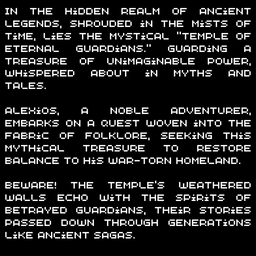 IN THE HIDDEN REALM OF ANCIENT
LEGENDS, SHROUDED IN THE MISTS OF
TIME, LIES THE MYSTICAL "TEMPLE OF
ETERNAL GUARDIANS." GUARDING A
TREASURE OF UNIMAGINABLE POWER,
WHISPERED ABOUT IN MYTHS AND
TALES.
ALEXIOS, A NOBLE ADVENTURER,
EMBARKS ON A QUEST WOVEN INTO THE
FABRIC OF FOLKLORE, SEEKING THIS
MYTHICAL TREASURE TO RESTORE
BALANCE TO HIS WAR-TORN HOMELAND.
BEWARE! THE TEMPLE'S WEATHERED
WALLS ECHO WITH THE SPIRITS OF
BETRAYED GUARDIANS, THEIR STORIES
PASSED DOWN THROUGH GENERATIONS
LIKE ANCIENT SAGAS.